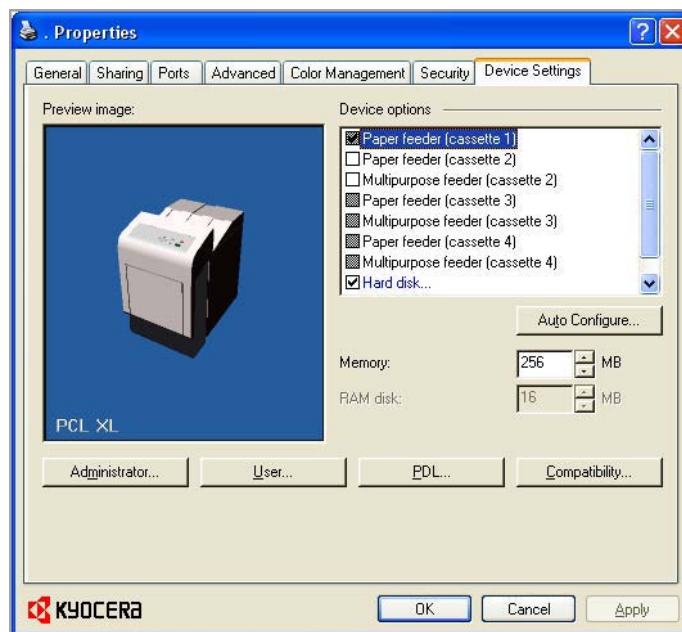 . Properties
General Sharing Ports Advanced Color Management Security Device Settings
Preview image:
Device options
Paper feeder (cassette 1)
Paper feeder (cassette 2)
Multipurpose feeder (cassette 2)
Paper feeder (cassette 3)
Multipurpose feeder (cassette 3)
Paper feeder (cassette 4)
Multipurpose feeder (cassette 4)
Hard disk...
Auto Configure...
Memory: 256 MB
RAM disk: 16 MB
PCL XL
Administrator... User... PDL... Compatibility...
KYOCERA OK Cancel Apply